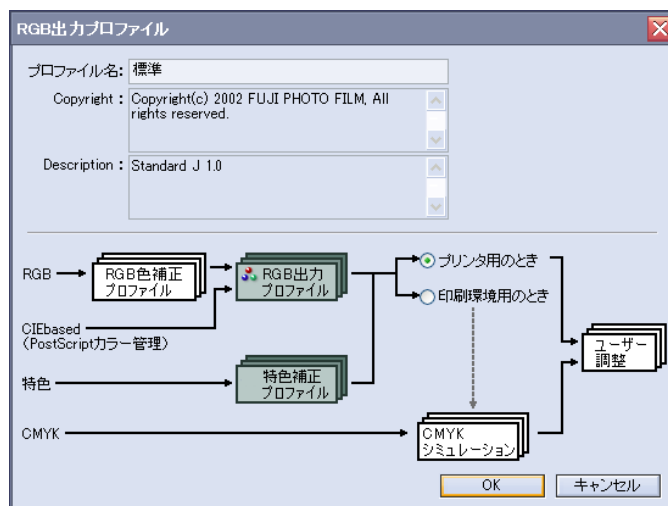 RGB出力プロファイル
プロファイル名: 標準
Copyright : Copyright(c) 2002 FUJI PHOTO FILM, All
rights reserved.
Description : Standard J 1.0
RGB
RGB色補正
プロファイル
RGB出力
プロファイル
プリンタ用のとき
印刷環境用のとき
CIEbased
(PostScriptカラー管理)
ユーザー
調整
特色
特色補正
プロファイル
CMYK
CMYK
シミュレーション
OK
キャンセル